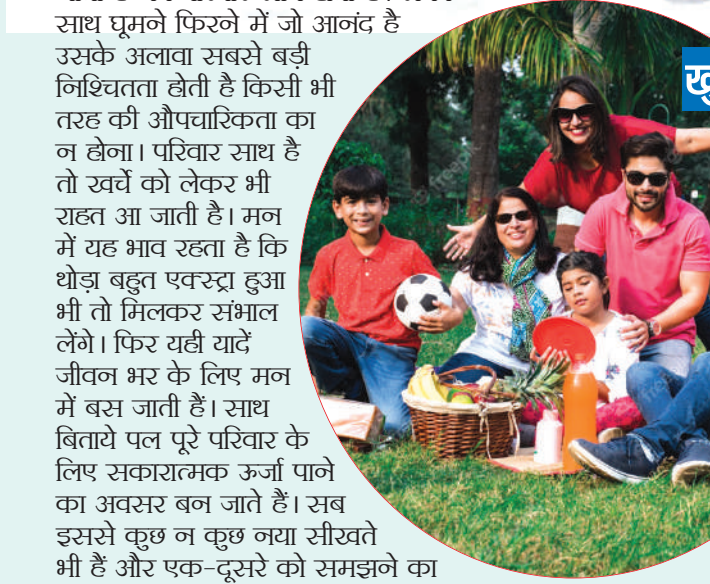 साथ घूमने फिरने में जो आनंद है
उसके अलावा सबसे बड़ी
निश्चितता होती है किसी भी
तरह की औपचारिकता का
न होना। परिवार साथ है
तो खर्चे को लेकर भी
राहत आ जाती है। मन
में यह भाव रहता है कि
थोड़ा बहुत एक्स्ट्रा हुआ
भी तो मिलकर संभाल
लेंगे। फिर यही यादें
जीवन भर के लिए मन
में बस जाती हैं। साथ
बिताये पल पूरे परिवार के
लिए सकारात्मक ऊर्जा पाने
का अवसर बन जाते हैं। सब
इससे कुछ न कुछ नया सीखते
भी हैं और एक-दूसरे को समझने का